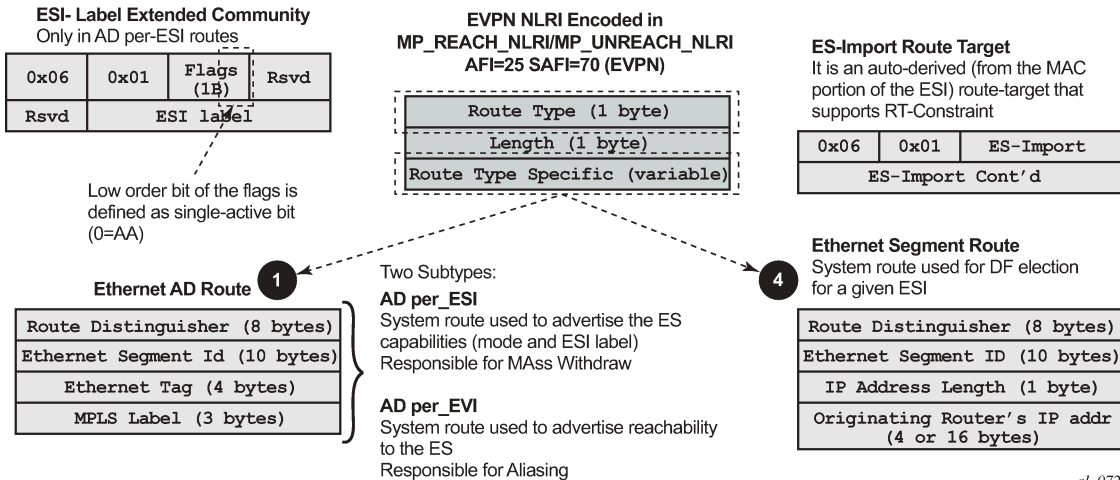 ESI- Label Extended Community
Only in AD per-ESI routes
0x06
0x01
Flags
(1B)
Rsvd
Rsvd
ESI label
Low order bit of the flags is
defined as single-active bit
(0=AA)
EVPN NLRI Encoded in
MP_REACH_NLRI/MP_UNREACH_NLRI
AFI=25 SAFI=70 (EVPN)
Route Type (1 byte)
Length (1 byte)
Route Type Specific (variable)
ES-Import Route Target
It is an auto-derived (from the MAC
portion of the ESI) route-target that
supports RT-Constraint
0x06
0x01
ES-Import
ES-Import Cont'd
Ethernet AD Route
1
Route Distinguisher (8 bytes)
Ethernet Segment Id (10 bytes)
Ethernet Tag (4 bytes)
MPLS Label (3 bytes)
Two Subtypes:
AD per_ESI
System route used to advertise the ES
capabilities (mode and ESI label)
Responsible for MAss Withdraw
AD per_EVI
System route used to advertise reachability
to the ES
Responsible for Aliasing
4
Ethernet Segment Route
System route used for DF election
for a given ESI
Route Distinguisher (8 bytes)
Ethernet Segment ID (10 bytes)
IP Address Length (1 byte)
Originating Router's IP addr
(4 or 16 bytes)